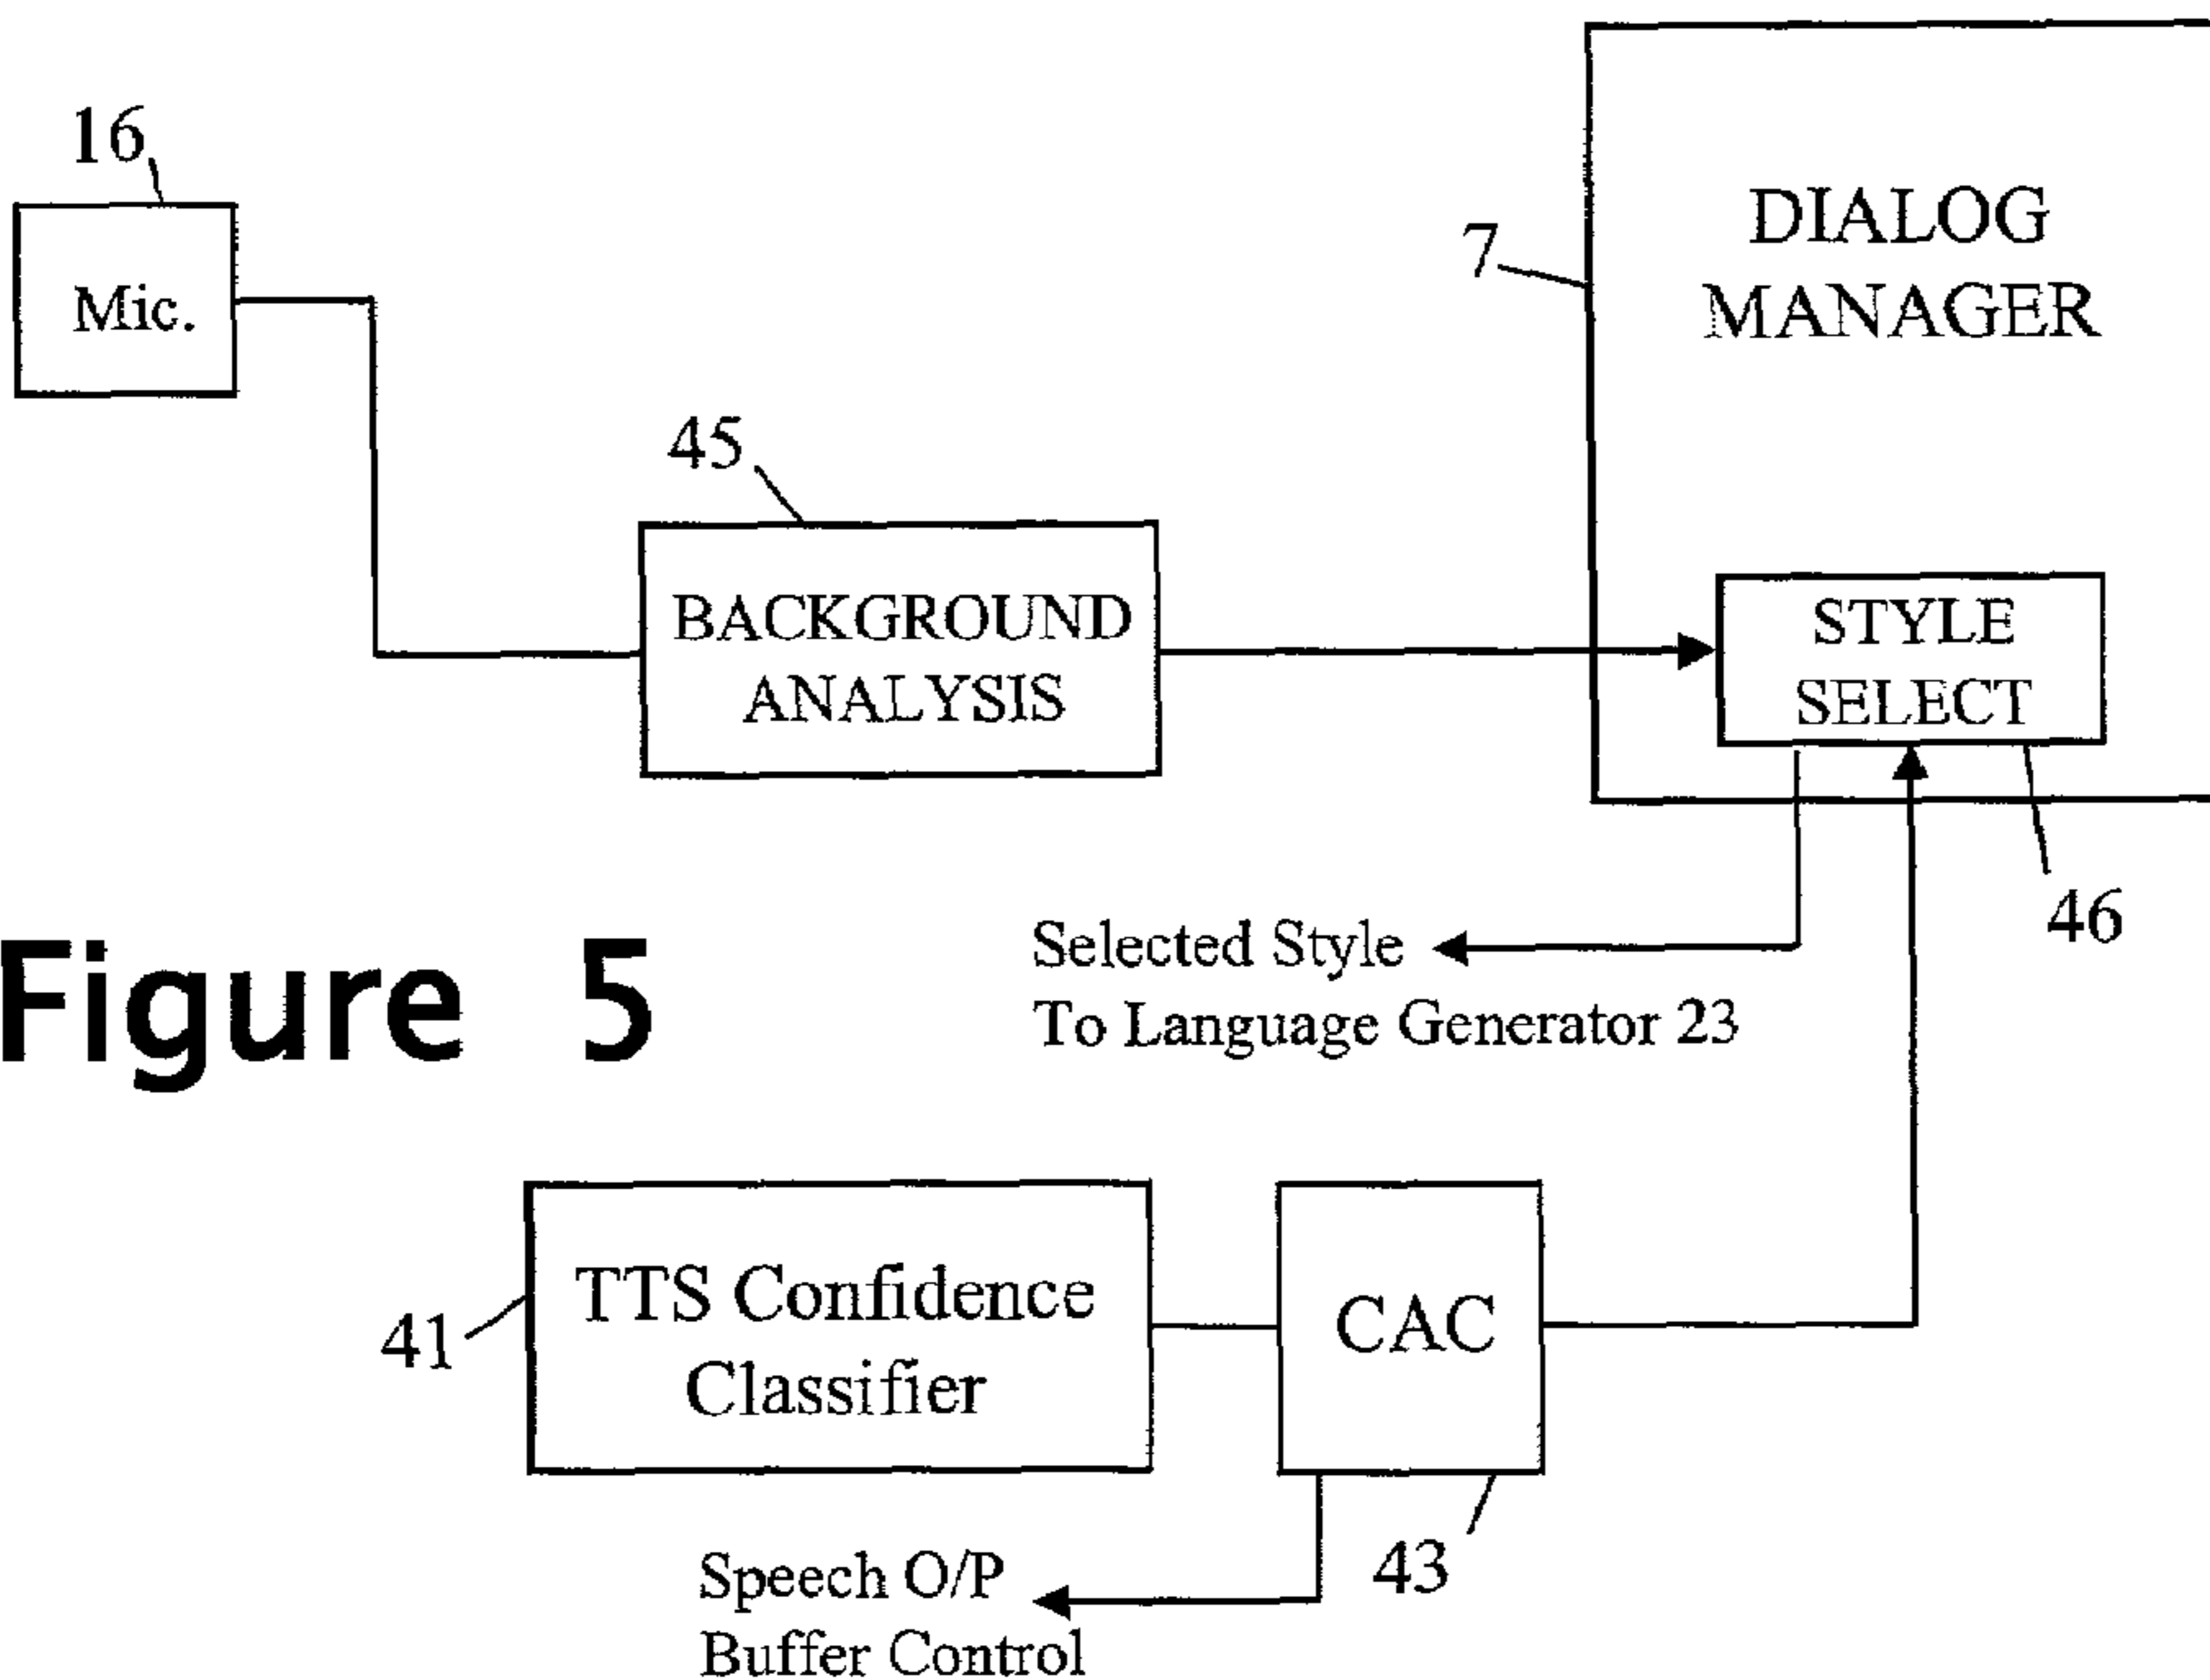 16
Mic.
7
DIALOG
MANAGER
45
BACKGROUND
ANALYSIS
STYLE
SELECT
46
Selected Style
To Language Generator 23
Figure 5
41
TTS Confidence
Classifier
CAC
43
Speech O/P
Buffer Control